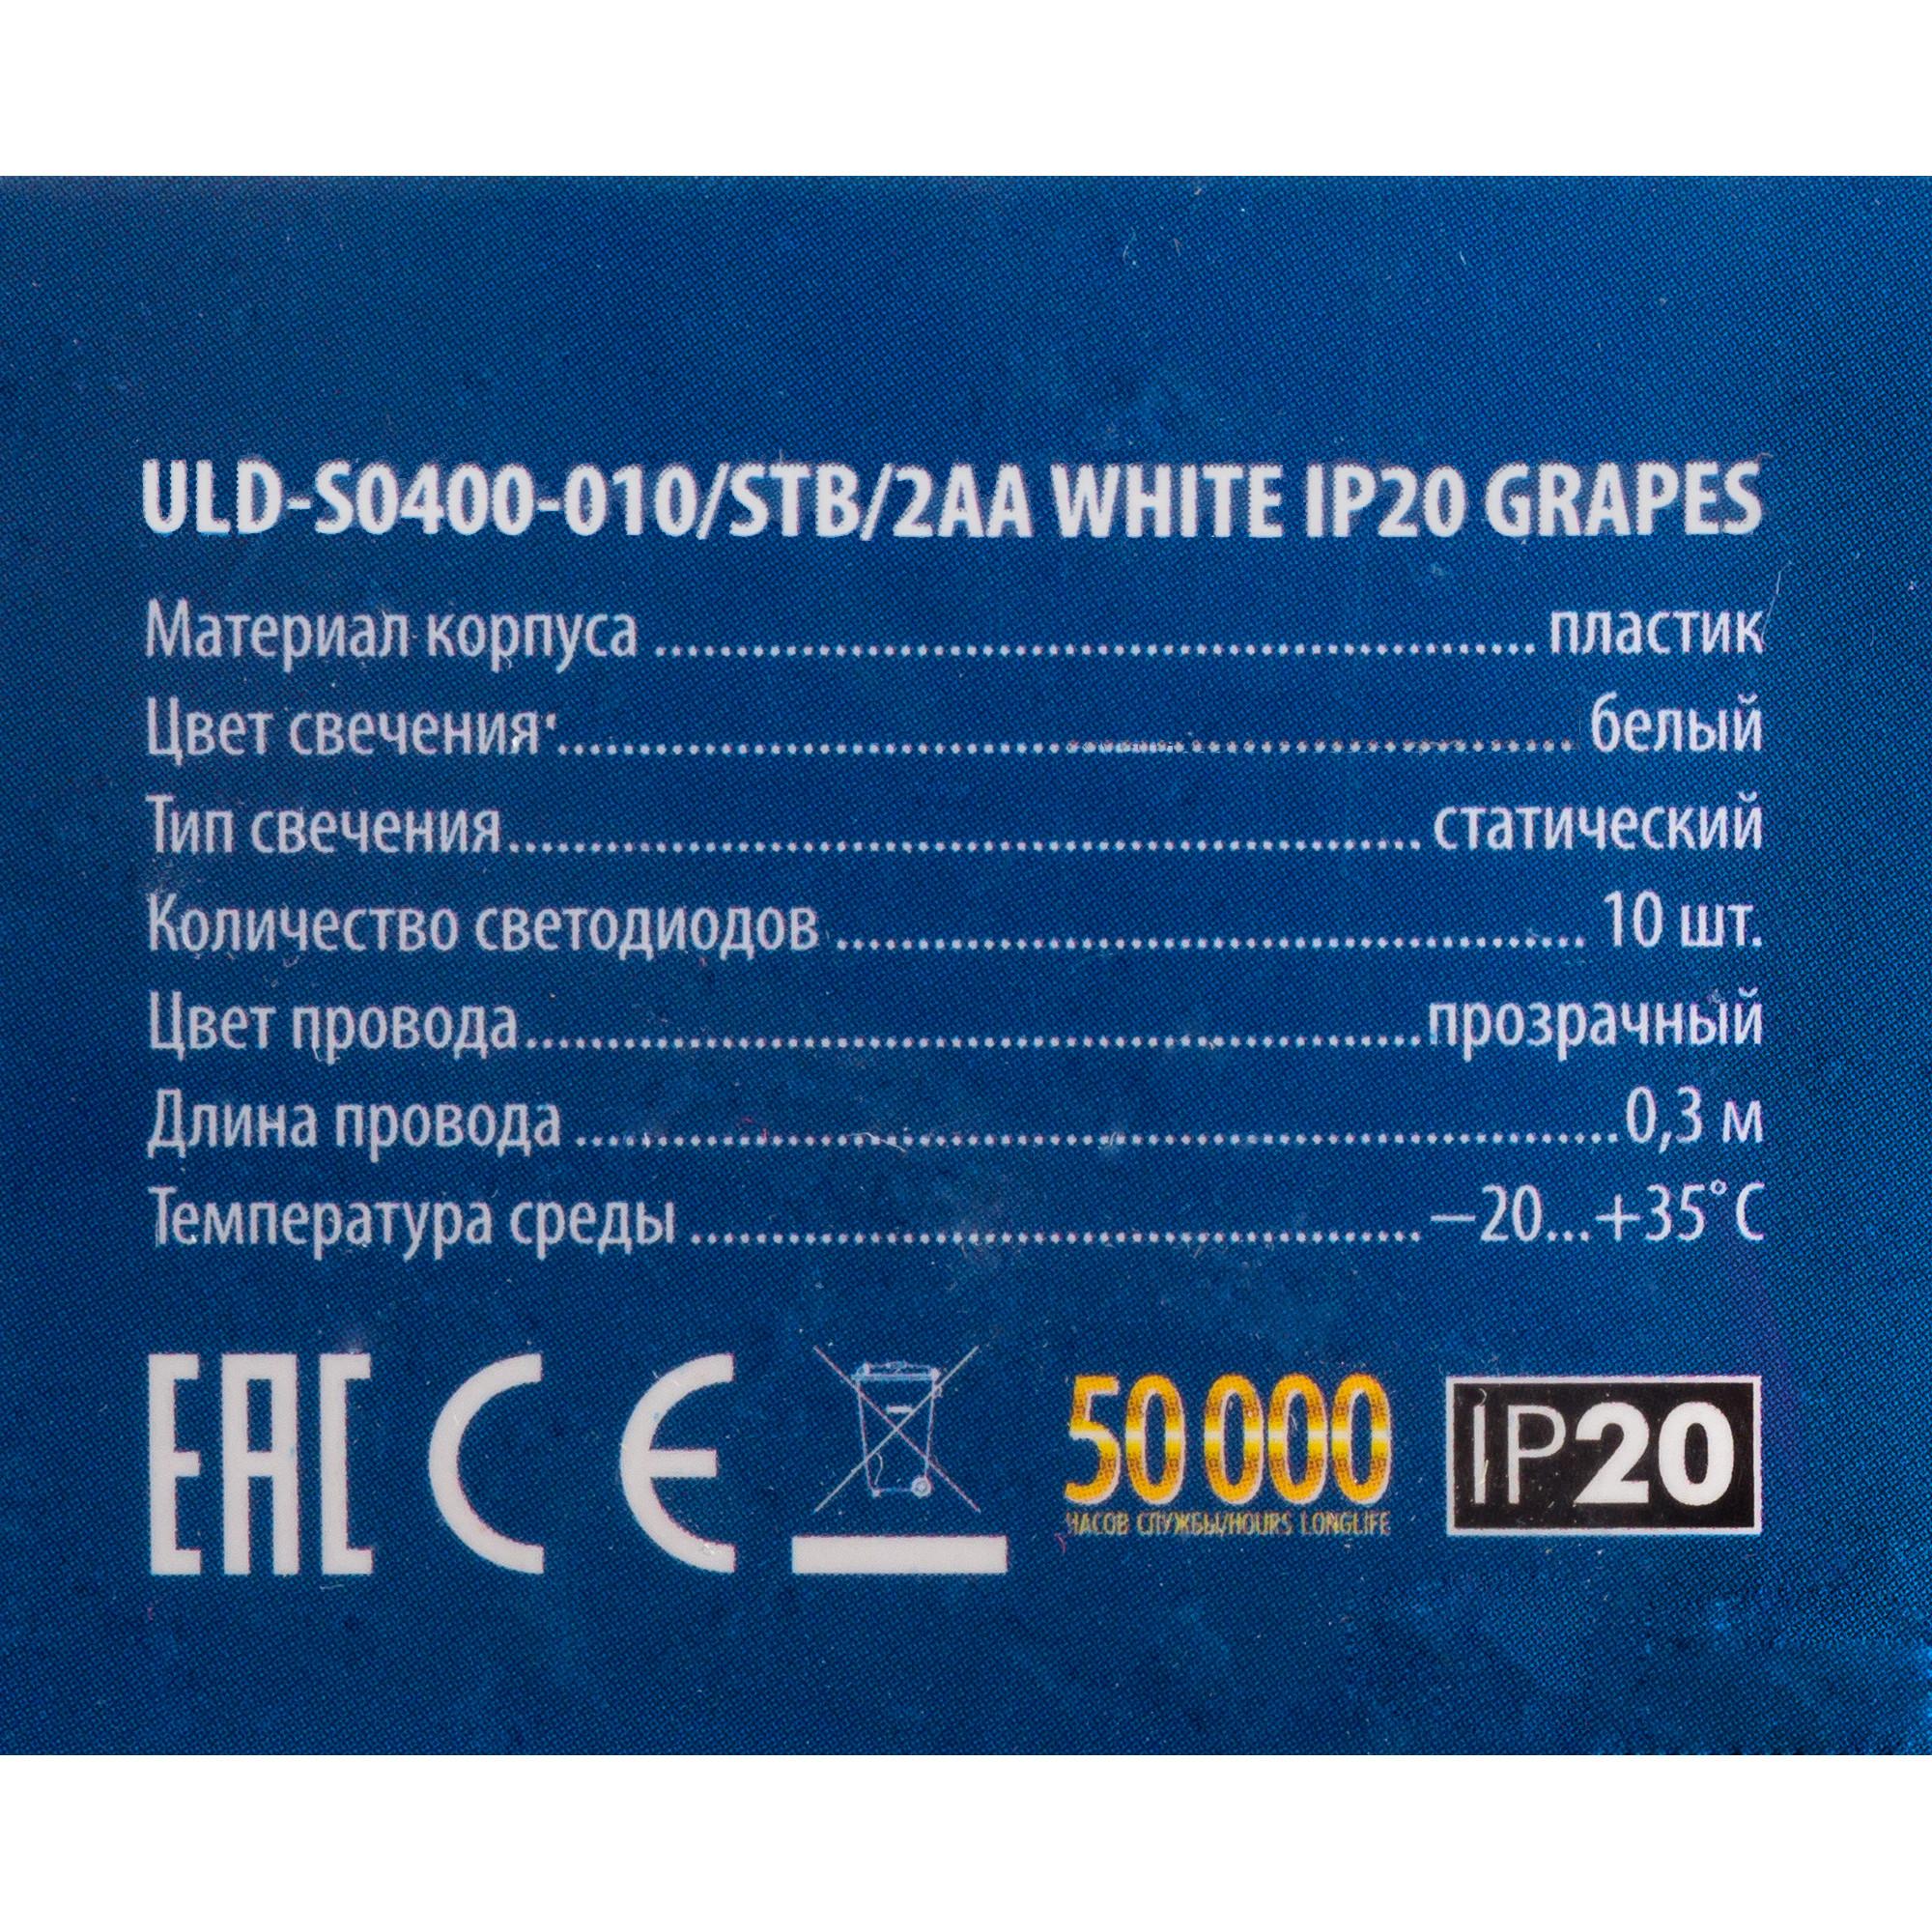 ULD-S0400-010/STB/2AA WHITE IP20 GRAPES
Материал корпуса ........................................ пластик
Цвет свечения ........................................ белый
Тип свечения ........................................ статический
Количество светодиодов ........................................ 10 шт.
Цвет провода ........................................ прозрачный
Длина провода ........................................ 0,3 м
Температура среды ........................................ –20...+35°C
EAC CE 50 000 IP20
ЧАСОВ СЛУЖБЫ/HOURS LONGLIFE